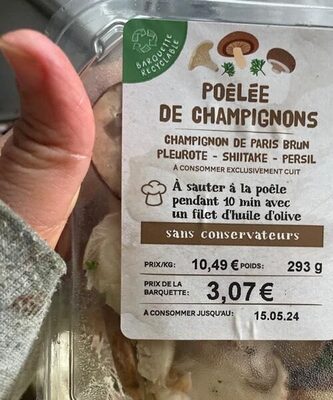 BARQUETTE
RECYCLABLE
POÊLÉE
DE CHAMPIGNONS
CHAMPIGNON DE PARIS BRUN
PLEUROTE - SHIITAKE - PERSIL
A CONSOMMER EXCLUSIVEMENT CUIT
À sauter à la poêle
pendant 10 min avec
un filet d'huile d'olive
sans conservateurs
PRIX/KG: 10,49 € POIDS: 293 g
PRIX DE LA
BARQUETTE: 3,07€
À CONSOMMER JUSQU'AU: 15.05.24